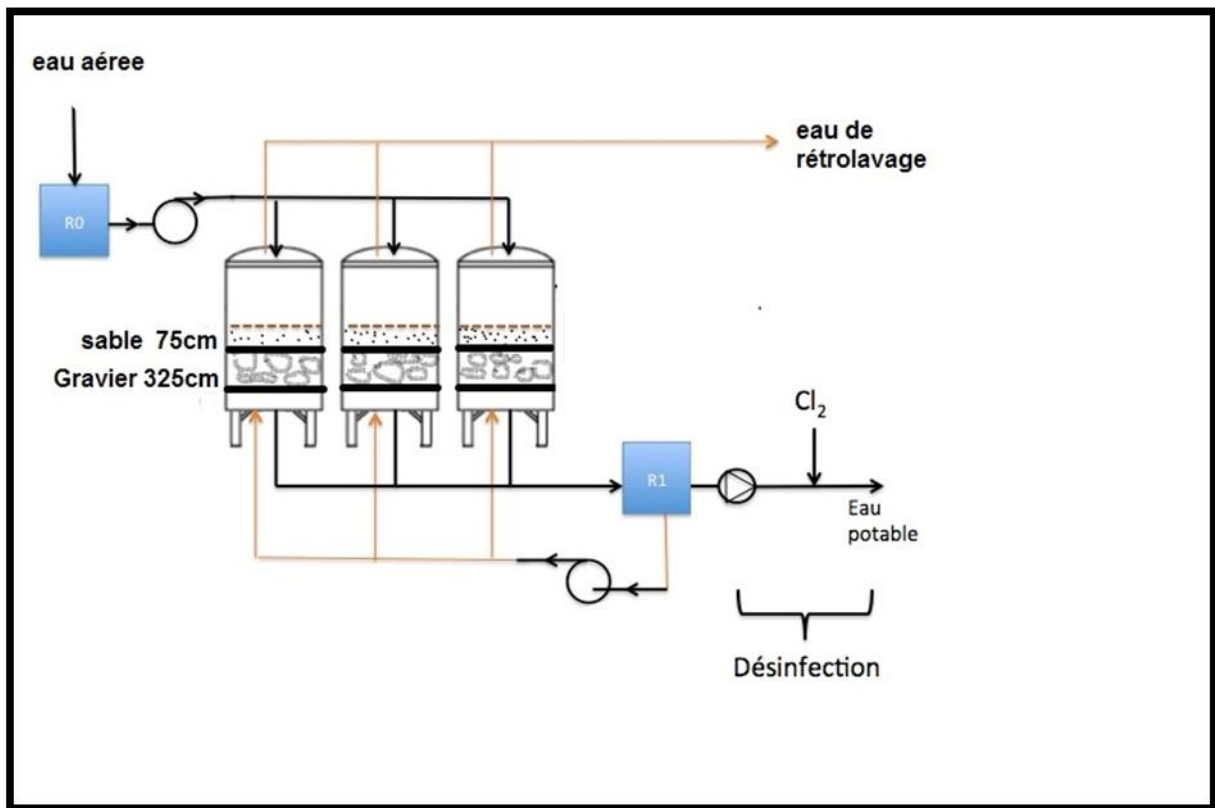 eau aéree
eau de
rétrolavage
R0
sable 75cm
Gravier 325cm
Cl₂
R1
Eau
potable
Désinfection